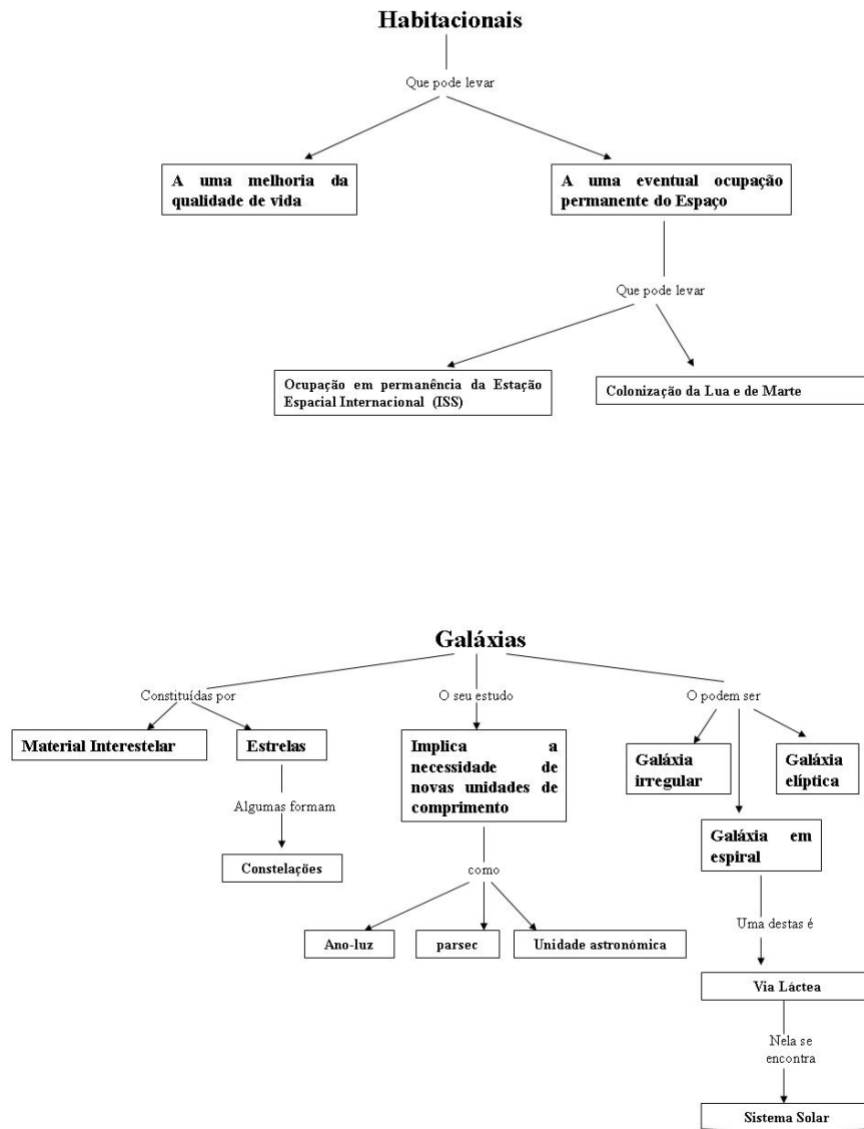 Habitacionais
Que pode levar
A uma melhoria da
qualidade de vida
A uma eventual ocupação
permanente do Espaço
Que pode levar
Ocupação em permanência da Estação
Espacial Internacional (ISS)
Colonização da Lua e de Marte
Galáxias
Constituídas por
O seu estudo
O podem ser
Material Interestelar
Estrelas
Implica a
necessidade de
novas unidades de
comprimento
Galáxia
irregular
Galáxia
elíptica
Algumas formam
Galáxia em
espiral
Constelações
como
Uma destas é
Ano-luz
parsec
Unidade astronómica
Via Láctea
Nela se
encontra
Sistema Solar